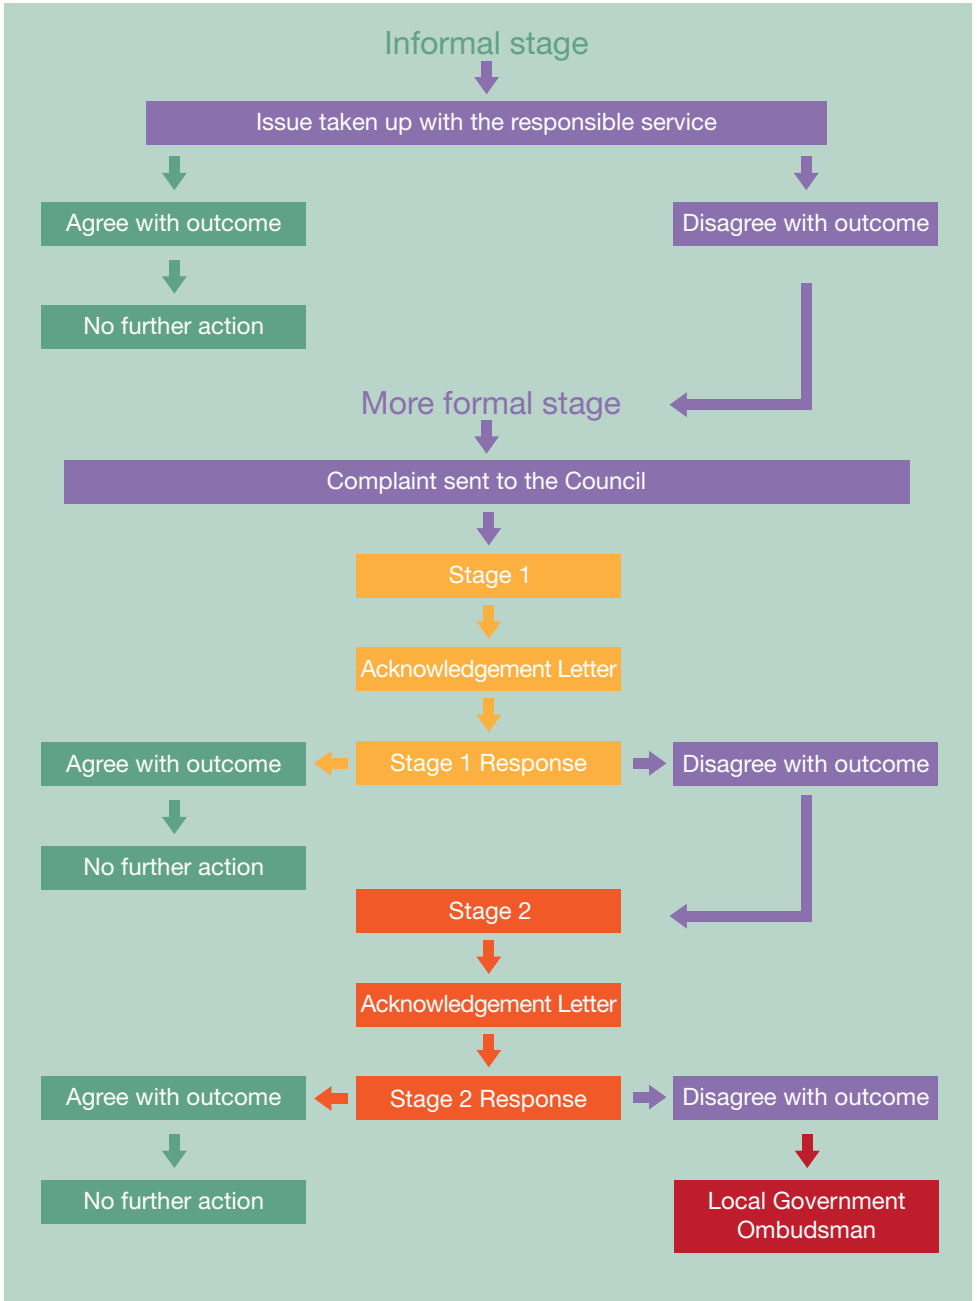 Informal stage
Issue taken up with the responsible service
Agree with outcome
Disagree with outcome
No further action
More formal stage
Complaint sent to the Council
Stage 1
Acknowledgement Letter
Agree with outcome
Stage 1 Response
Disagree with outcome
No further action
Stage 2
Acknowledgement Letter
Agree with outcome
Stage 2 Response
Disagree with outcome
No further action
Local Government
Ombudsman